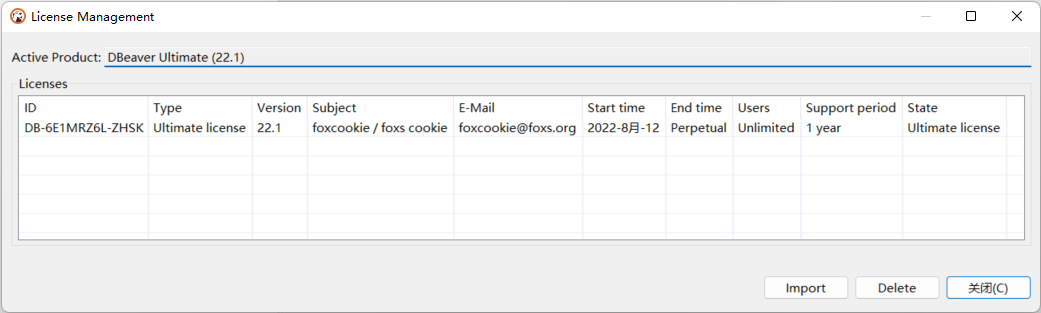 License Management
Active Product: DBeaver Ultimate (22.1)
Licenses
ID Type Version Subject E-Mail Start time End time Users Support period State
DB-6E1MRZ6L-ZHSK Ultimate license 22.1 foxcookie / foxs cookie foxcookie@foxs.org 2022-8月-12 Perpetual Unlimited 1 year Ultimate license
Import Delete 关闭(C)